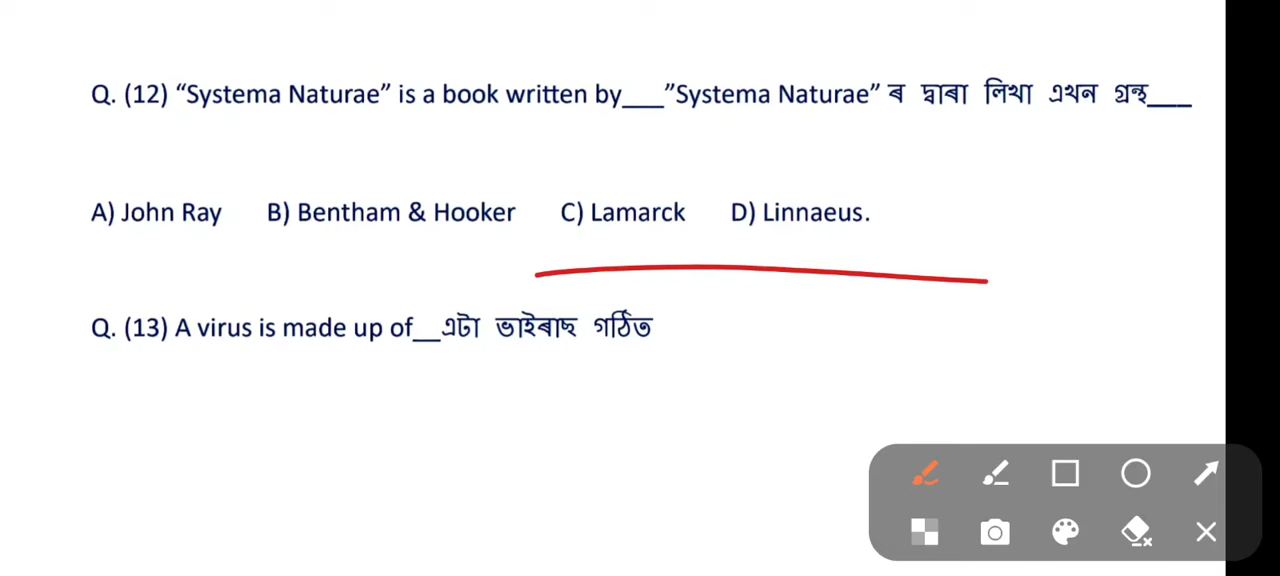 Q. (12) “Systema Naturae” is a book written by___”Systema Naturae” ৰ দ্বাৰা লিখা এখন গ্ৰন্থ___
A) John Ray B) Bentham & Hooker C) Lamarck D) Linnaeus.
Q. (13) A virus is made up of__এটা ভাইৰাছ গঠিত